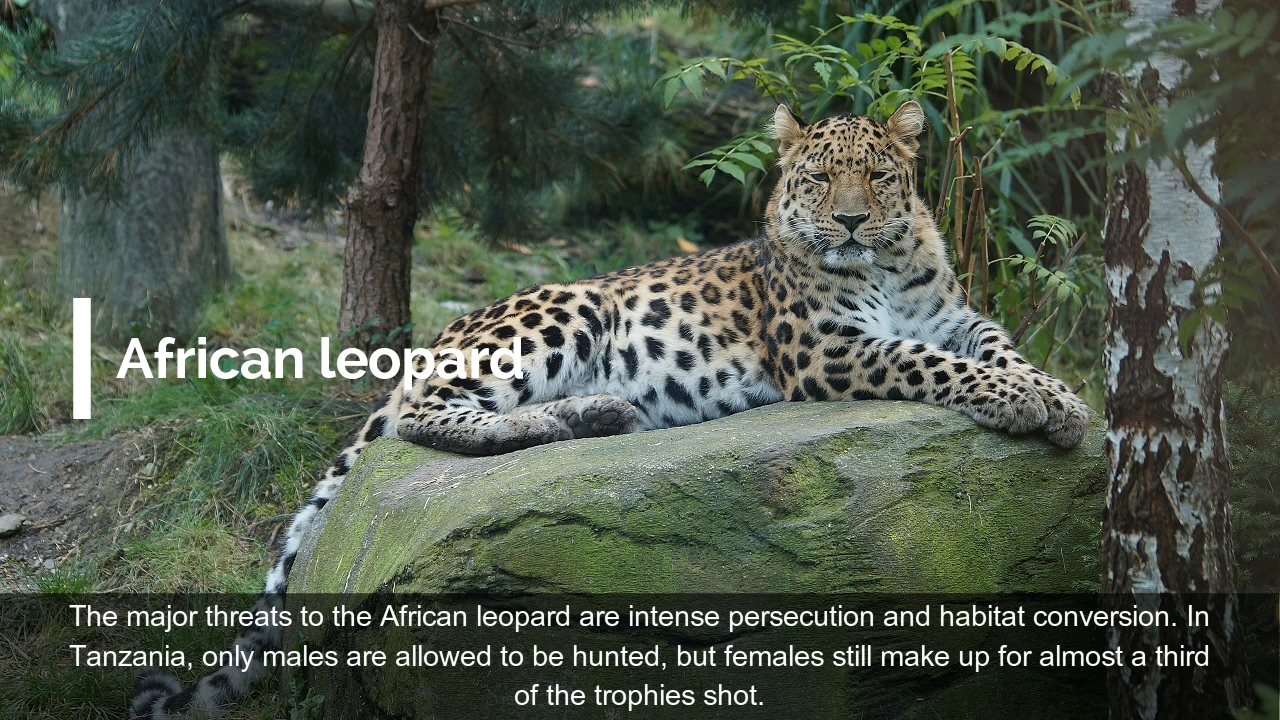 African leopard
The major threats to the African leopard are intense persecution and habitat conversion. In
Tanzania, only males are allowed to be hunted, but females still make up for almost a third
of the trophies shot.